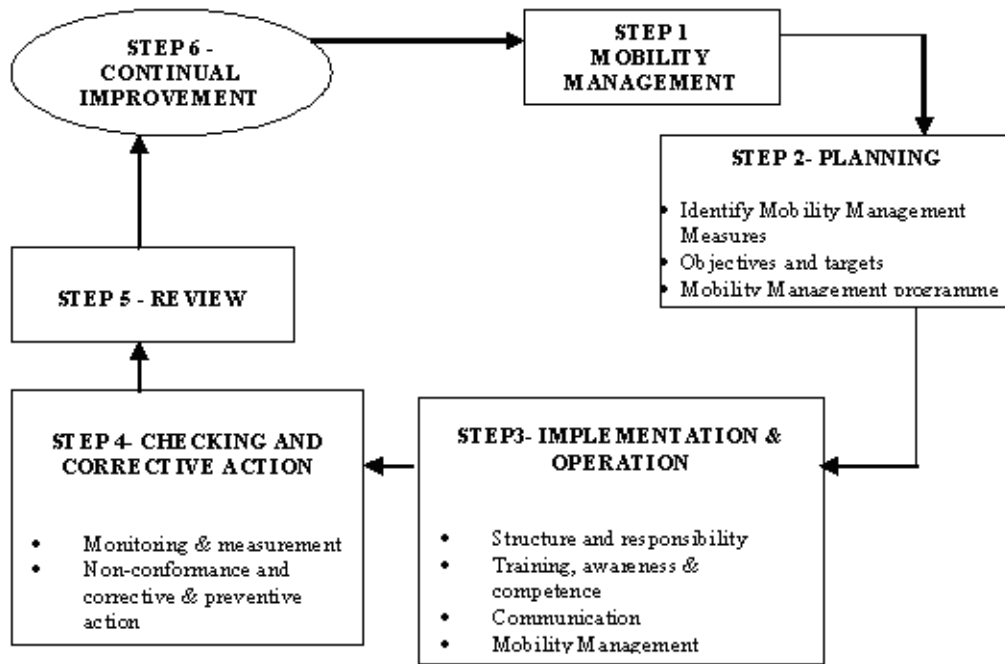 STEP 6 -
CONTINUAL
IMPROVEMENT
STEP 1
MOBILITY
MANAGEMENT
STEP 2- PLANNING
• Identify Mobility Management
Measures
• Objectives and targets
• Mobility Management programme
STEP3- IMPLEMENTATION &
OPERATION
• Structure and responsibility
• Training, awareness &
competence
• Communication
• Mobility Management
STEP 4- CHECKING AND
CORRECTIVE ACTION
• Monitoring & measurement
• Non-conformance and
corrective & preventive
action
STEP 5 - REVIEW